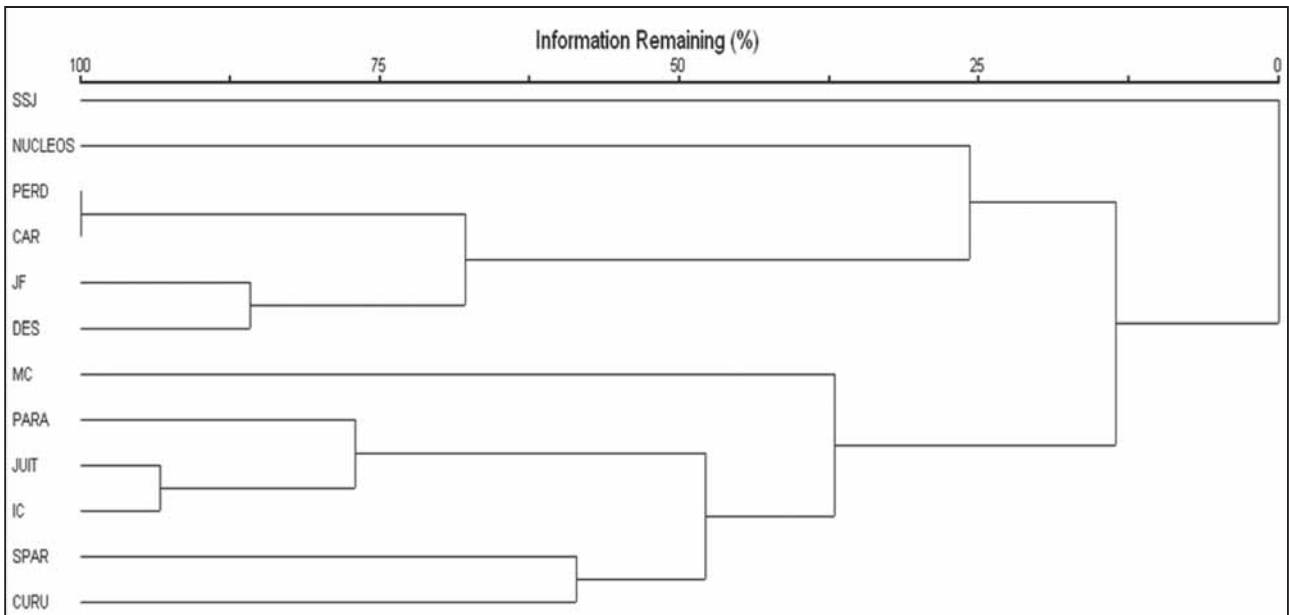 Information Remaining (%)
100 75 50 25 0
SSJ
NUCLEOS
PERD
CAR
JF
DES
MC
PARA
JUIT
IC
SPAR
CURU